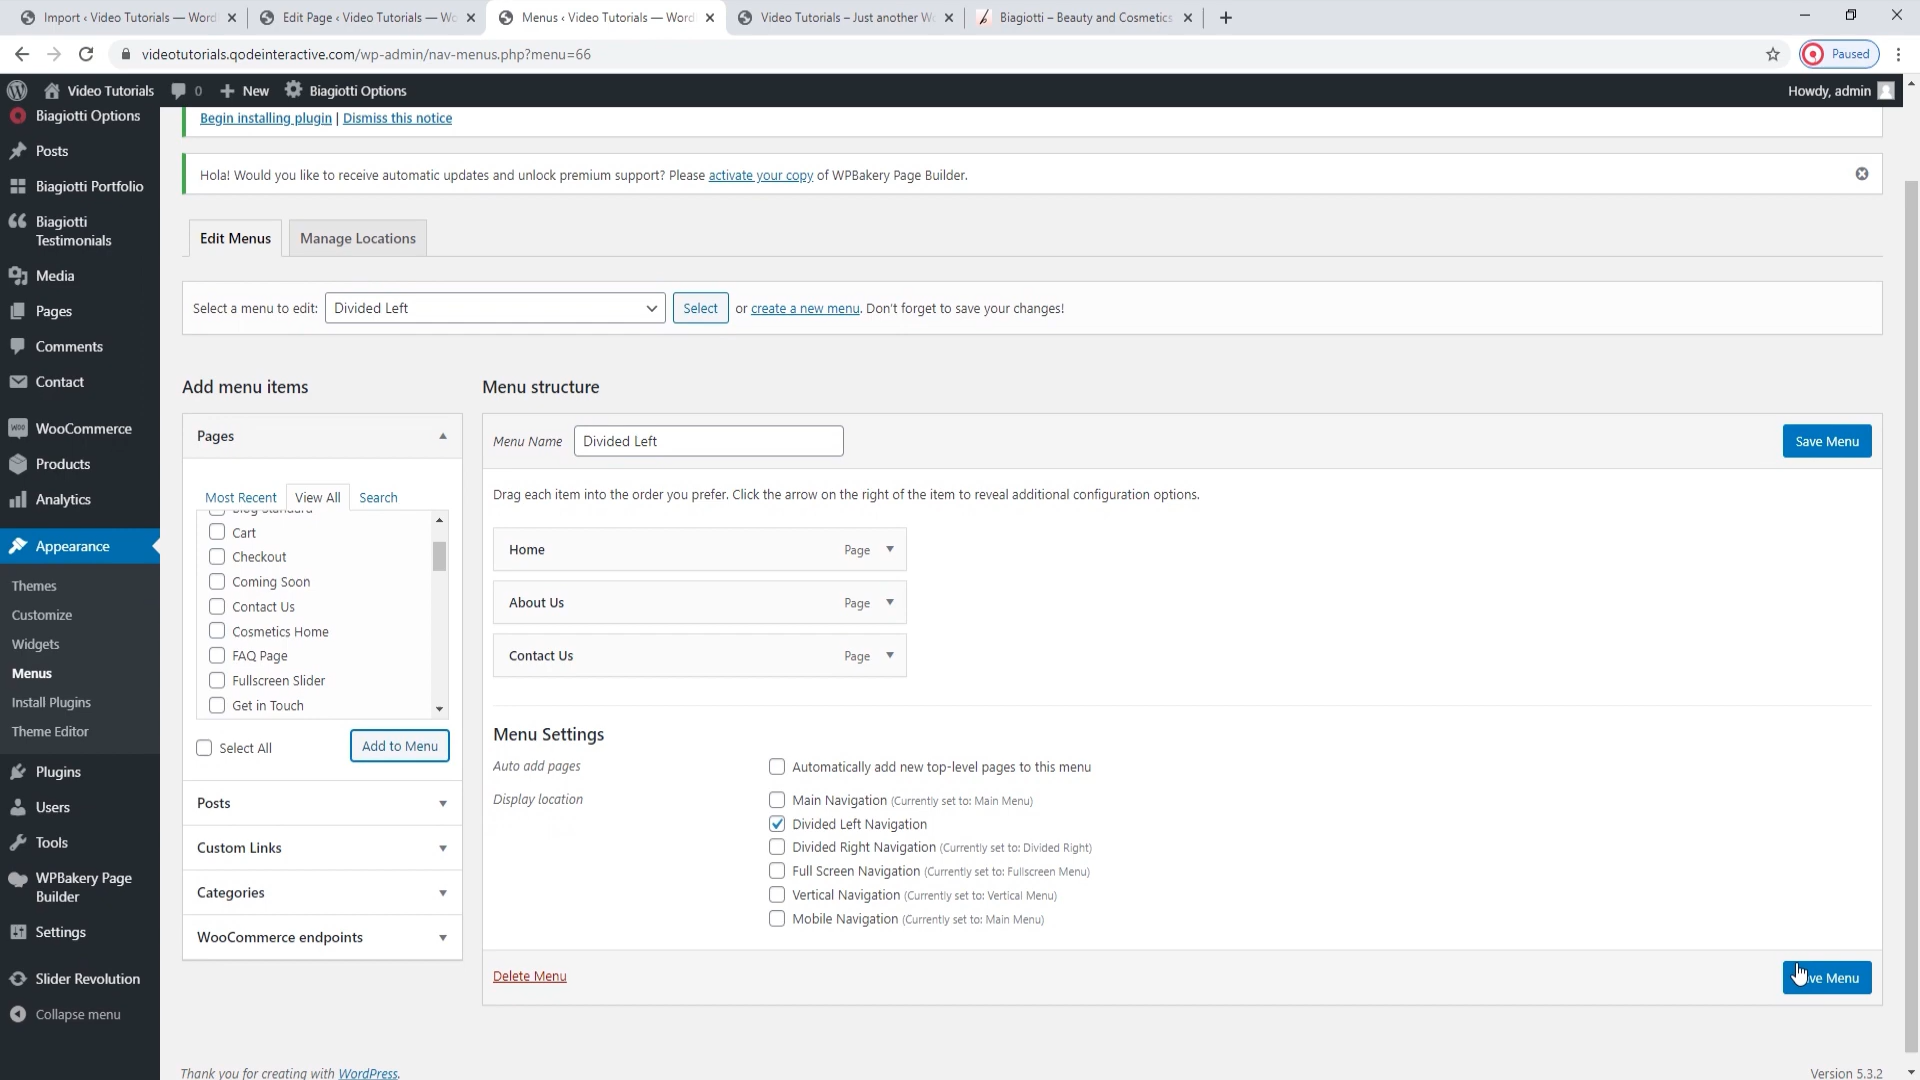 Import ‹ Video Tutorials — Word
Edit Page ‹ Video Tutorials — Wo
Menus ‹ Video Tutorials — Word
Video Tutorials – Just another Wo
Biagiotti – Beauty and Cosmetics
videotutorials.qodeinteractive.com/wp-admin/nav-menus.php?menu=66
Paused
Video Tutorials
0
New
Biagiotti Options
Howdy, admin
Biagiotti Options
Posts
Biagiotti Portfolio
Biagiotti
Testimonials
Media
Pages
Comments
Contact
WooCommerce
Products
Analytics
Appearance
Themes
Customize
Widgets
Menus
Install Plugins
Theme Editor
Plugins
Users
Tools
WPBakery Page
Builder
Settings
Slider Revolution
Collapse menu
Begin installing plugin | Dismiss this notice
Hola! Would you like to receive automatic updates and unlock premium support? Please activate your copy of WPBakery Page Builder.
Edit Menus
Manage Locations
Select a menu to edit: Divided Left Select or create a new menu. Don't forget to save your changes!
Add menu items
Pages
Most Recent
View All
Search
Blog Standard
Cart
Checkout
Coming Soon
Contact Us
Cosmetics Home
FAQ Page
Fullscreen Slider
Get in Touch
Select All
Add to Menu
Posts
Custom Links
Categories
WooCommerce endpoints
Menu structure
Menu Name Divided Left
Save Menu
Drag each item into the order you prefer. Click the arrow on the right of the item to reveal additional configuration options.
Home Page
About Us Page
Contact Us Page
Menu Settings
Auto add pages
Automatically add new top-level pages to this menu
Display location
Main Navigation (Currently set to: Main Menu)
Divided Left Navigation
Divided Right Navigation (Currently set to: Divided Right)
Full Screen Navigation (Currently set to: Fullscreen Menu)
Vertical Navigation (Currently set to: Vertical Menu)
Mobile Navigation (Currently set to: Main Menu)
Delete Menu
Save Menu
Thank you for creating with WordPress.
Version 5.3.2